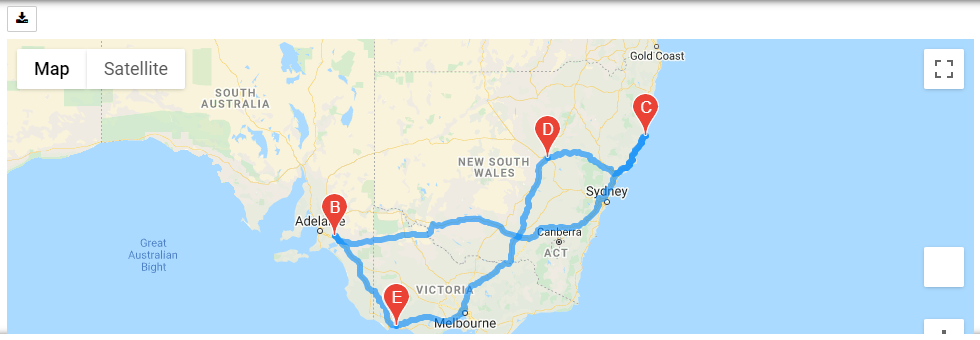 Map
Satellite
Gold Coast
SOUTH
AUSTRALIA
C
D
NEW SOUTH
WALES
Sydney
B
Adelaide
Canberra
ACT
Great
Australian
Bight
VICTORIA
E
Melbourne